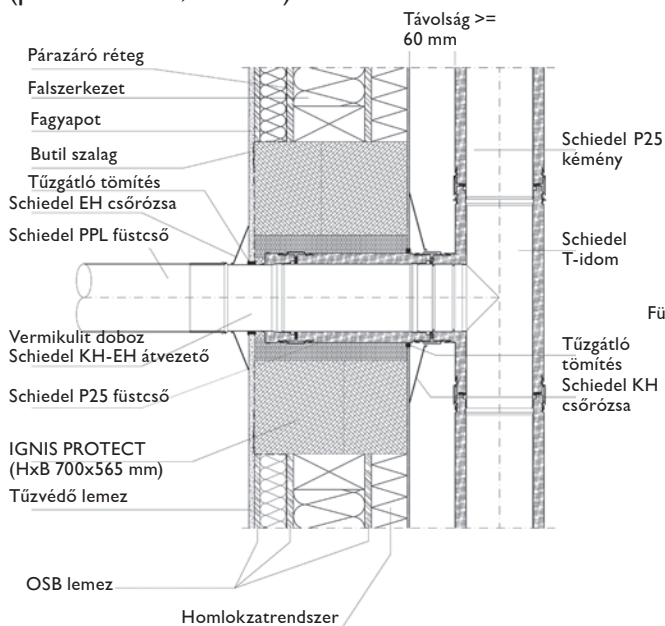 Távolság >=
60 mm
Párazáró réteg
Falszerkezet
Fagyapot
Butil szalag
Tűzgátló tömítés
Schiedel EH csőrózsa
Schiedel PPL füstcső
Vermikulit doboz
Schiedel KH-EH átvezető
Schiedel P25 füstcső
IGNIS PROTECT
(HxB 700x565 mm)
Tűzvédő lemez
OSB lemez
Homlokzatrendszer
Schiedel P25
kémény
Schiedel
T-idom
Fü
Tűzgátló
tömítés
Schiedel KH
csőrózsa